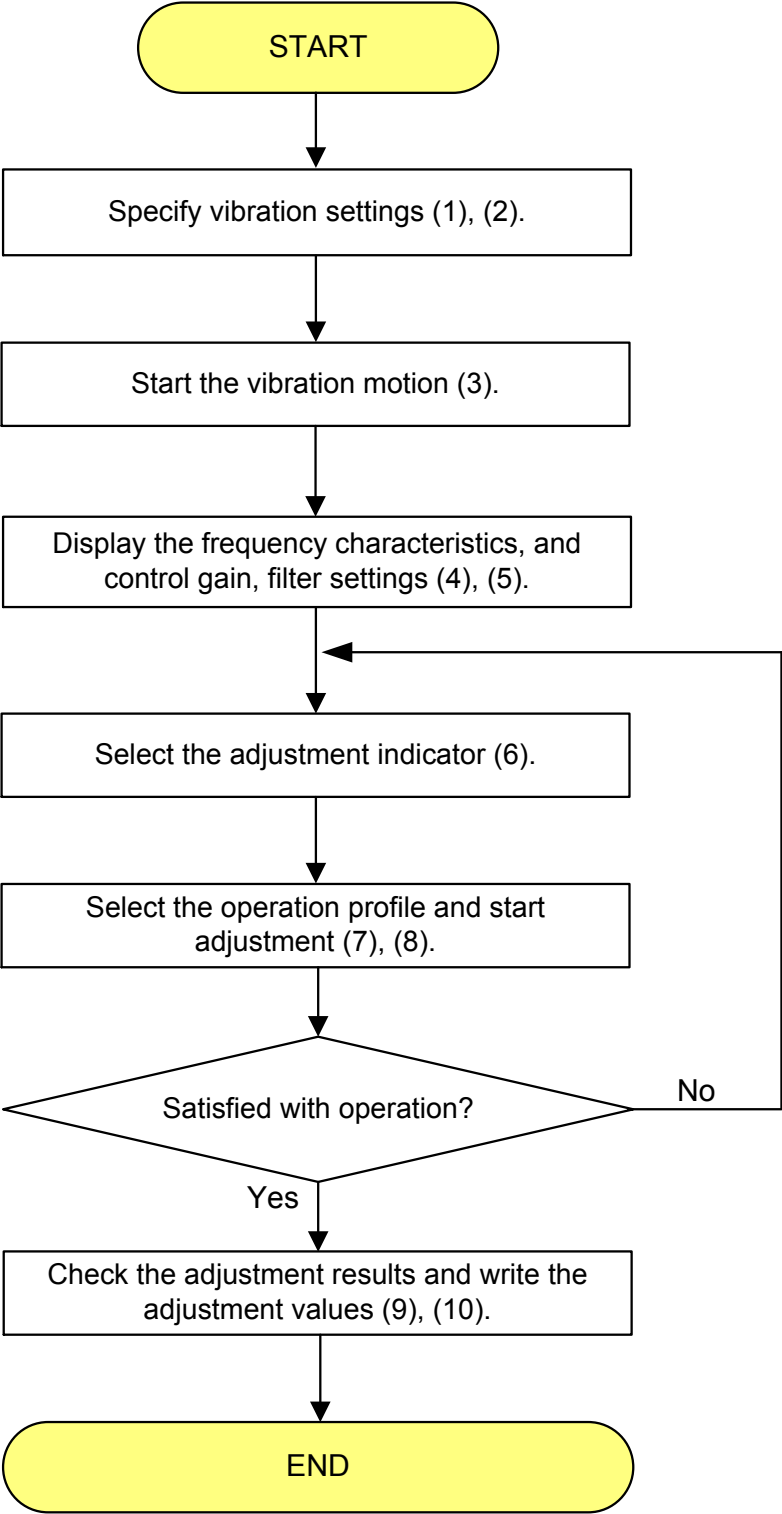 START
Specify vibration settings (1), (2).
Start the vibration motion (3).
Display the frequency characteristics, and
control gain, filter settings (4), (5).
Select the adjustment indicator (6).
Select the operation profile and start
adjustment (7), (8).
Satisfied with operation?
No
Yes
Check the adjustment results and write the
adjustment values (9), (10).
END